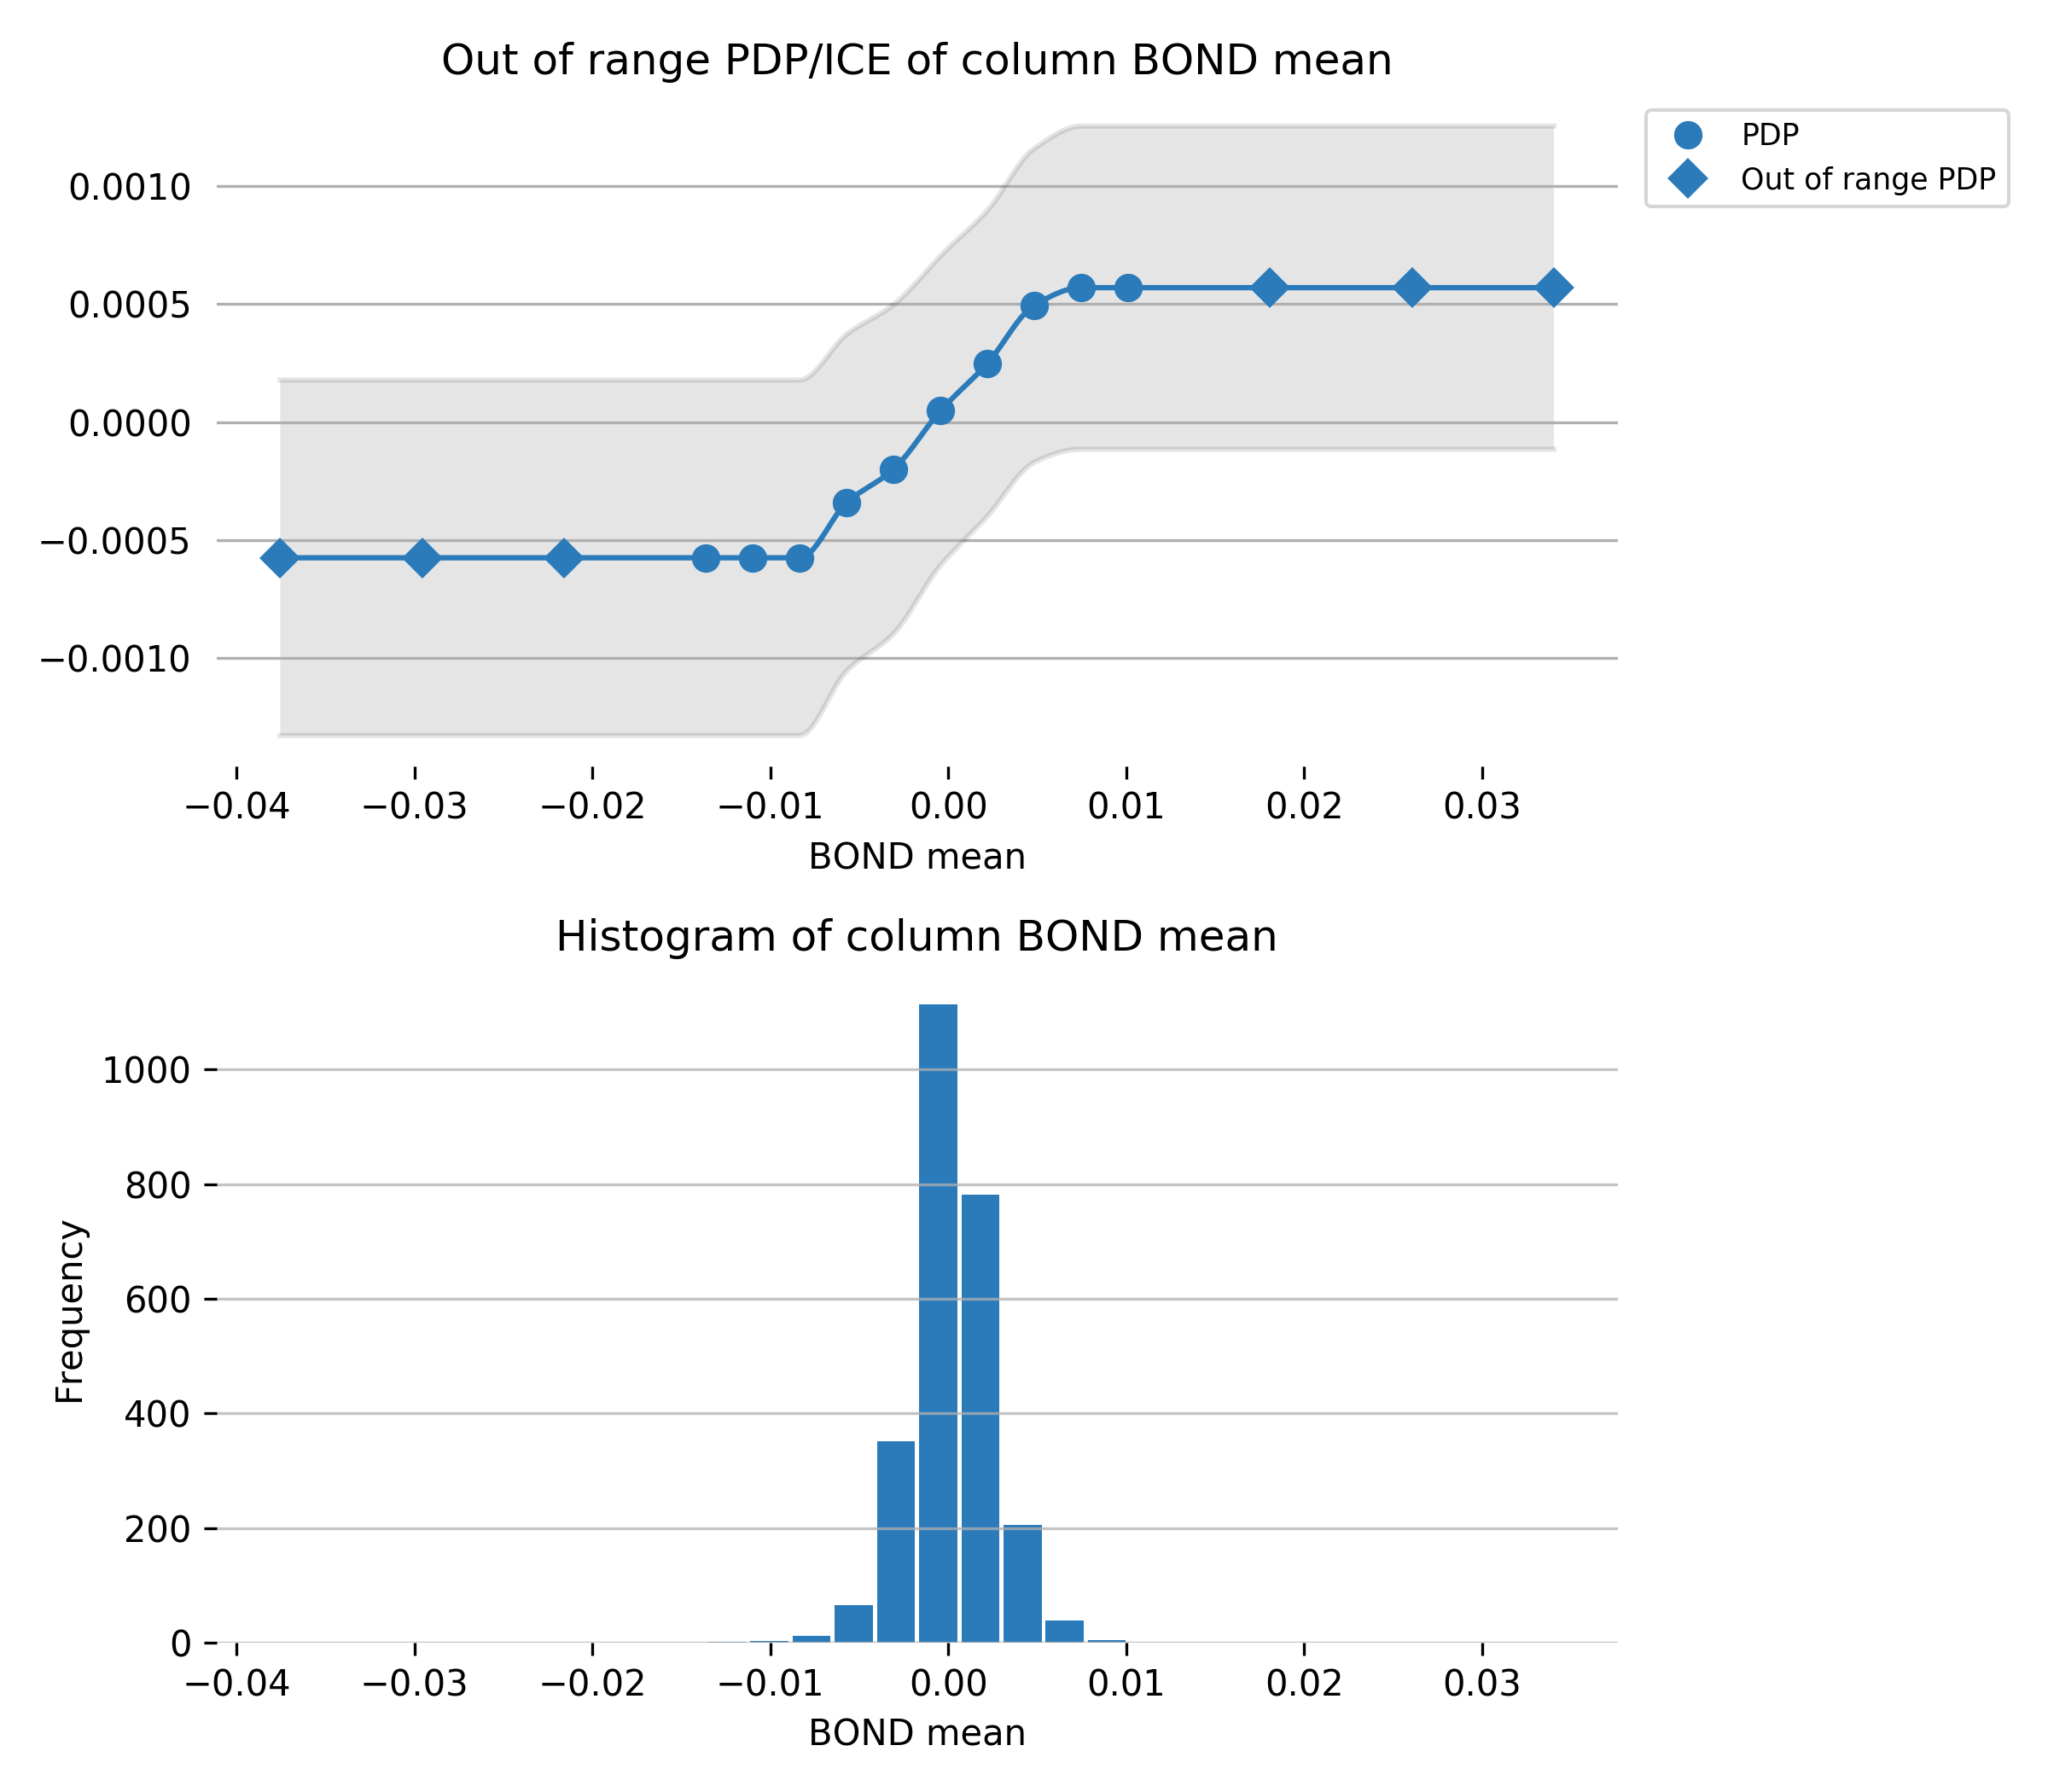 Out of range PDP/ICE of column BOND mean
PDP
Out of range PDP
0.0010
0.0005
0.0000
−0.0005
−0.0010
−0.04 −0.03 −0.02 −0.01 0.00 0.01 0.02 0.03
BOND mean
Histogram of column BOND mean
Frequency
1000
800
600
400
200
0
−0.04 −0.03 −0.02 −0.01 0.00 0.01 0.02 0.03
BOND mean